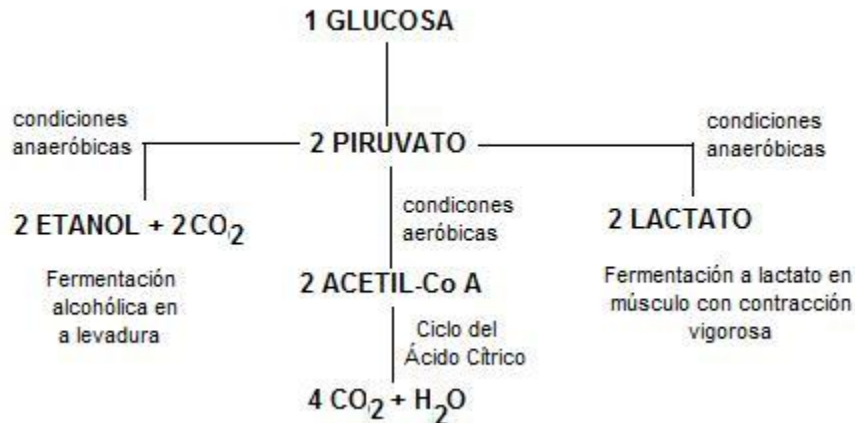 1 GLUCOSA
condiciones
anaeróbicas
2 PIRUVATO
condiciones
anaeróbicas
2 ETANOL + 2CO2
condicones
aeróbicas
2 LACTATO
Fermentación
alcohólica en
a levadura
2 ACETIL-Co A
Fermentación a lactato en
músculo con contracción
vigorosa
Ciclo del
Ácido Cítrico
4 CO2 + H2O